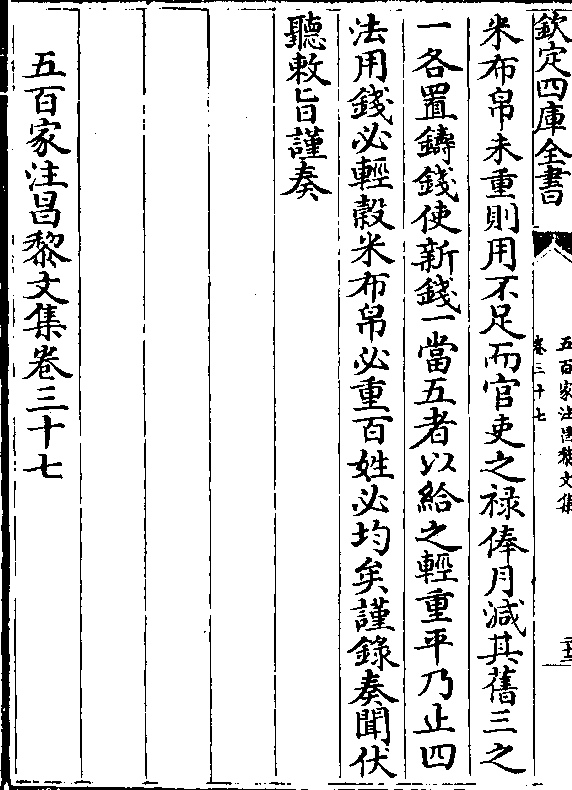 欽定四庫全書
五百家注昌黎文集
卷三十七
米布帛未重則用不足而官吏之禄俸月減其舊三之
一各置鑄錢使新錢一當五者以給之輕重平乃止四
法用錢必輕穀米布帛必重百姓必均矣謹錄奏聞伏
聽敕旨謹奏
五百家注昌黎文集卷三十七